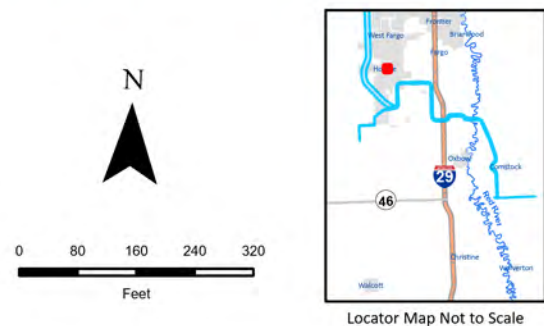 N
0 80 160 240 320
Feet
Frontier
West Fargo
Briarwood
Fargo
Horace
Oxbow
Comstock
29
46
Red River
Christine
Wolverton
Walcott
Locator Map Not to Scale